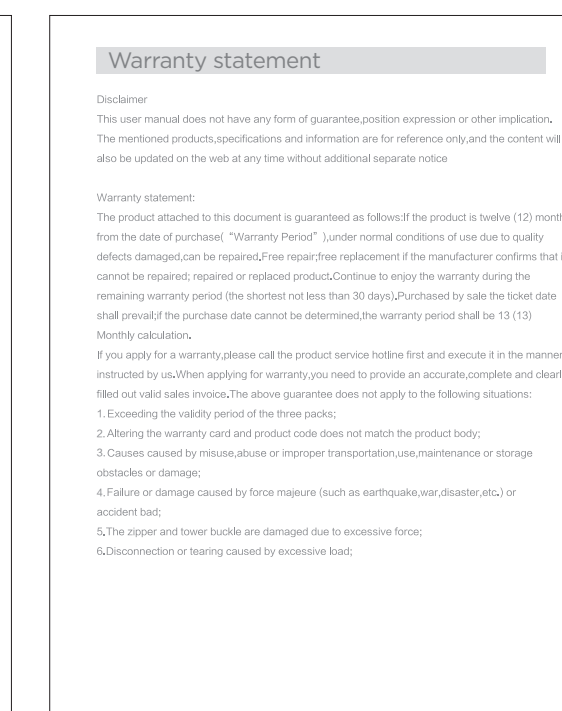 Warranty statement
Disclaimer
This user manual does not have any form of guarantee,position expression or other implication.
The mentioned products,specifications and information are for reference only,and the content will
also be updated on the web at any time without additional separate notice
Warranty statement:
The product attached to this document is guaranteed as follows:If the product is twelve (12) month
from the date of purchase( “Warranty Period” ),under normal conditions of use due to quality
defects damaged,can be repaired.Free repair;free replacement if the manufacturer confirms that i
cannot be repaired; repaired or replaced product.Continue to enjoy the warranty during the
remaining warranty period (the shortest not less than 30 days).Purchased by sale the ticket date
shall prevail;if the purchase date cannot be determined,the warranty period shall be 13 (13)
Monthly calculation.
If you apply for a warranty,please call the product service hotline first and execute it in the manner
instructed by us.When applying for warranty,you need to provide an accurate,complete and clearl
filled out valid sales invoice.The above guarantee does not apply to the following situations:
1.Exceeding the validity period of the three packs;
2.Altering the warranty card and product code does not match the product body;
3.Causes caused by misuse,abuse or improper transportation,use,maintenance or storage
obstacles or damage;
4.Failure or damage caused by force majeure (such as earthquake,war,disaster,etc.) or
accident bad;
5.The zipper and tower buckle are damaged due to excessive force;
6.Disconnection or tearing caused by excessive load;